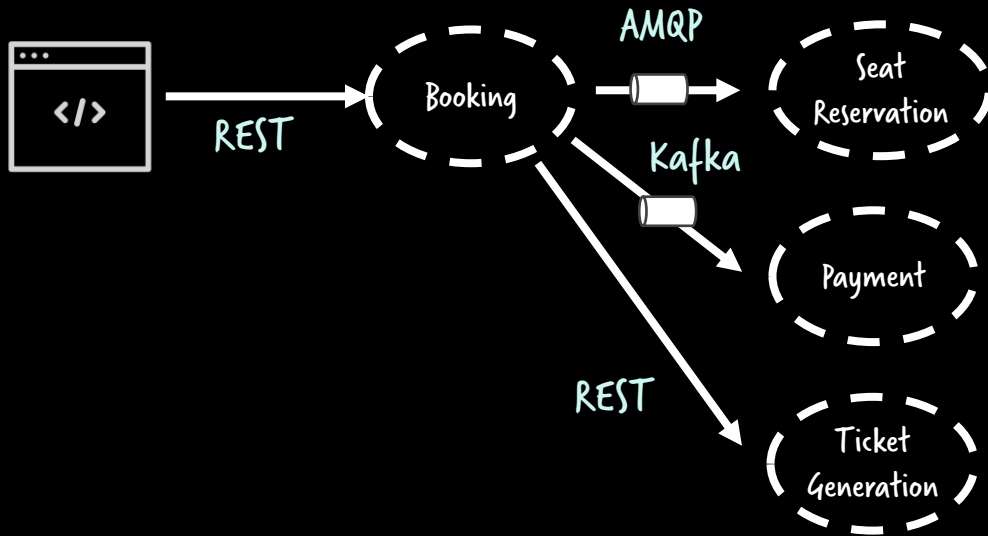 AMQP
Seat
Reservation
</>
Booking
REST
Kafka
Payment
REST
Ticket
Generation